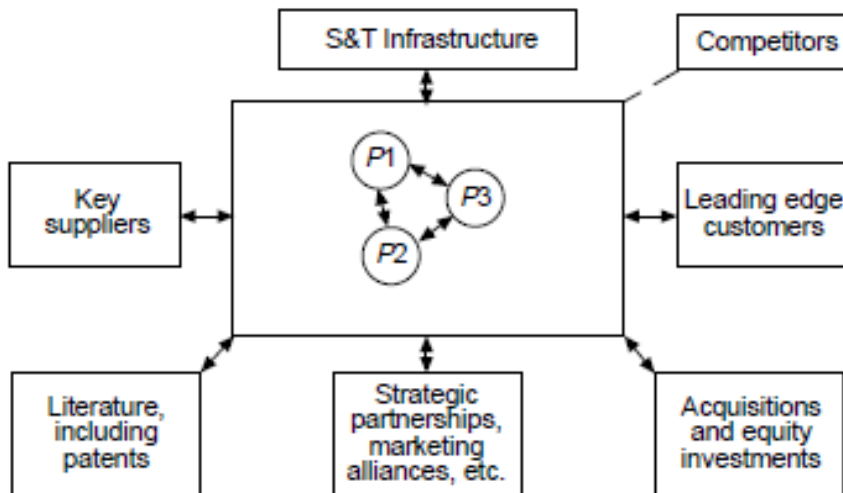 S&T Infrastructure
Competitors
P1
P3
P2
Key
suppliers
Leading edge
customers
Literature,
including
patents
Strategic
partnerships,
marketing
alliances, etc.
Acquisitions
and equity
investments